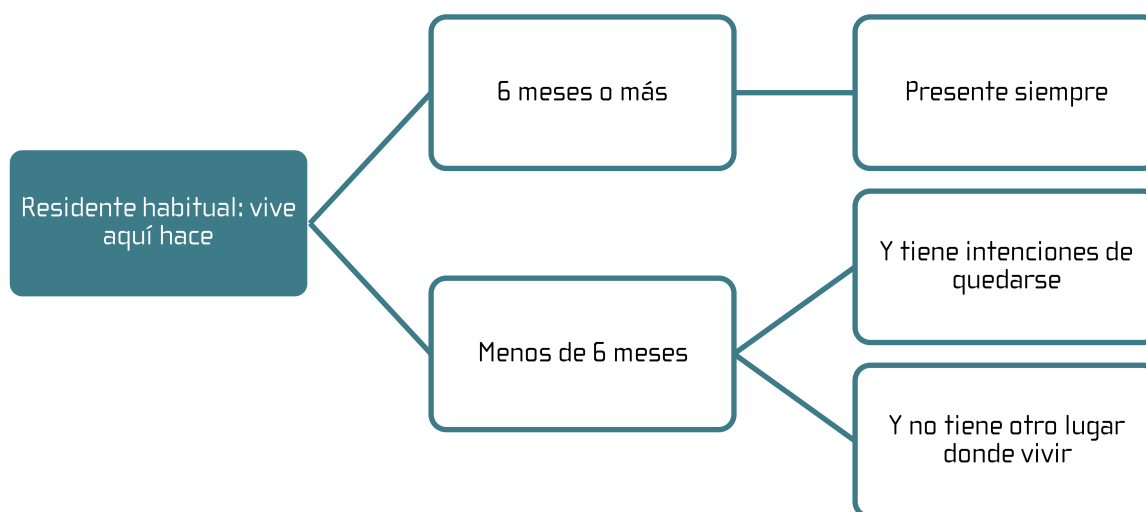 Residente habitual: vive
aquí hace
6 meses o más
Presente siempre
Menos de 6 meses
Y tiene intenciones de
quedarse
Y no tiene otro lugar
donde vivir